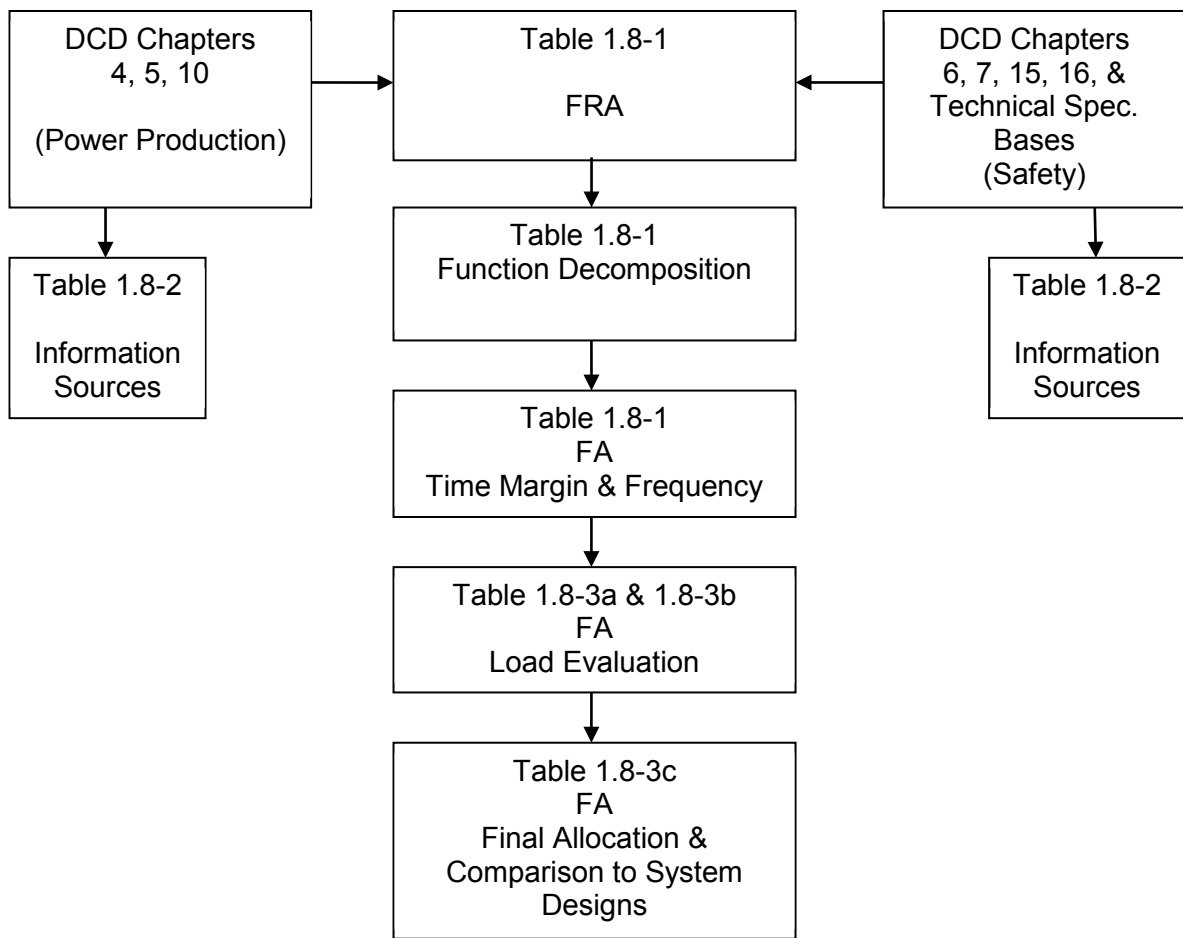 DCD Chapters
4, 5, 10
(Power Production)
Table 1.8-1
FRA
DCD Chapters
6, 7, 15, 16, &
Technical Spec.
Bases
(Safety)
Table 1.8-2
Information
Sources
Table 1.8-1
Function Decomposition
Table 1.8-2
Information
Sources
Table 1.8-1
FA
Time Margin & Frequency
Table 1.8-3a & 1.8-3b
FA
Load Evaluation
Table 1.8-3c
FA
Final Allocation &
Comparison to System
Designs